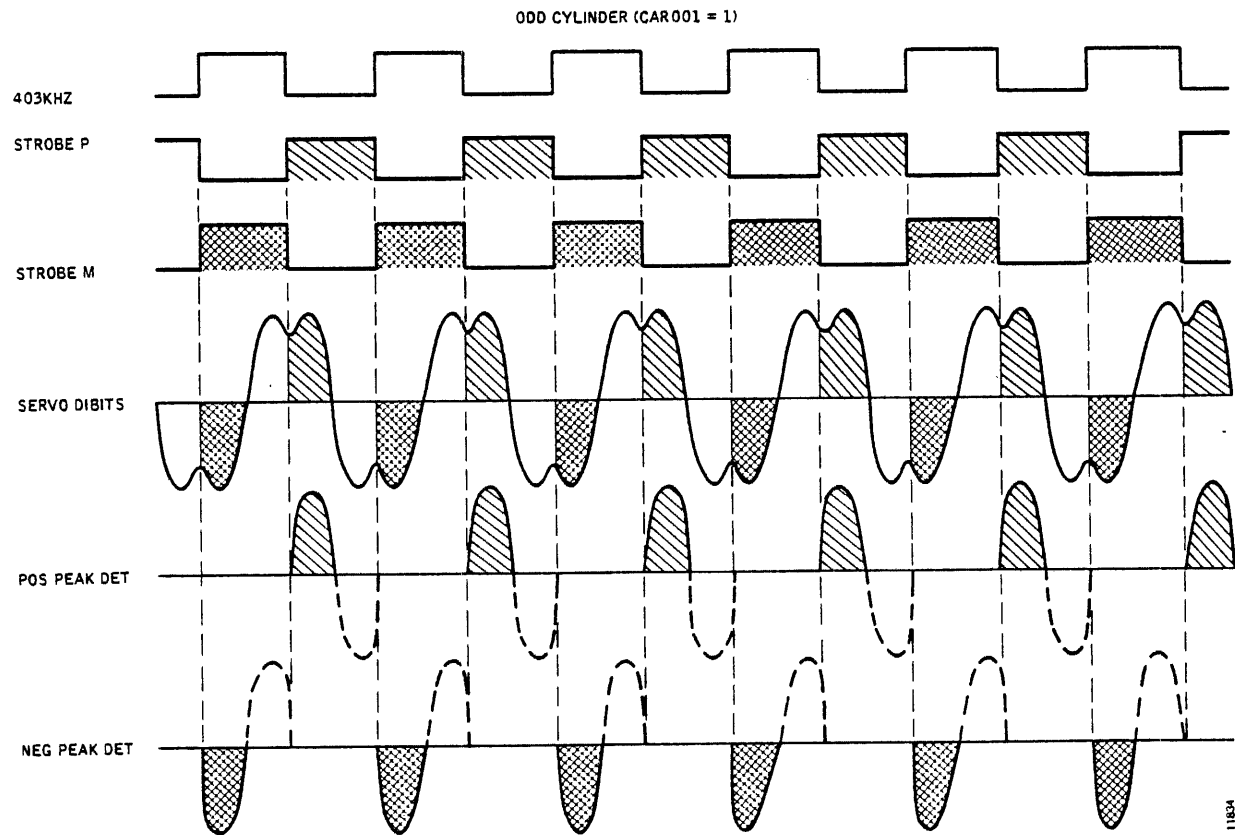 ODD CYLINDER (CAR001 = 1)
403KHZ
STROBE P
STROBE M
SERVO DIBITS
POS PEAK DET
NEG PEAK DET
11834